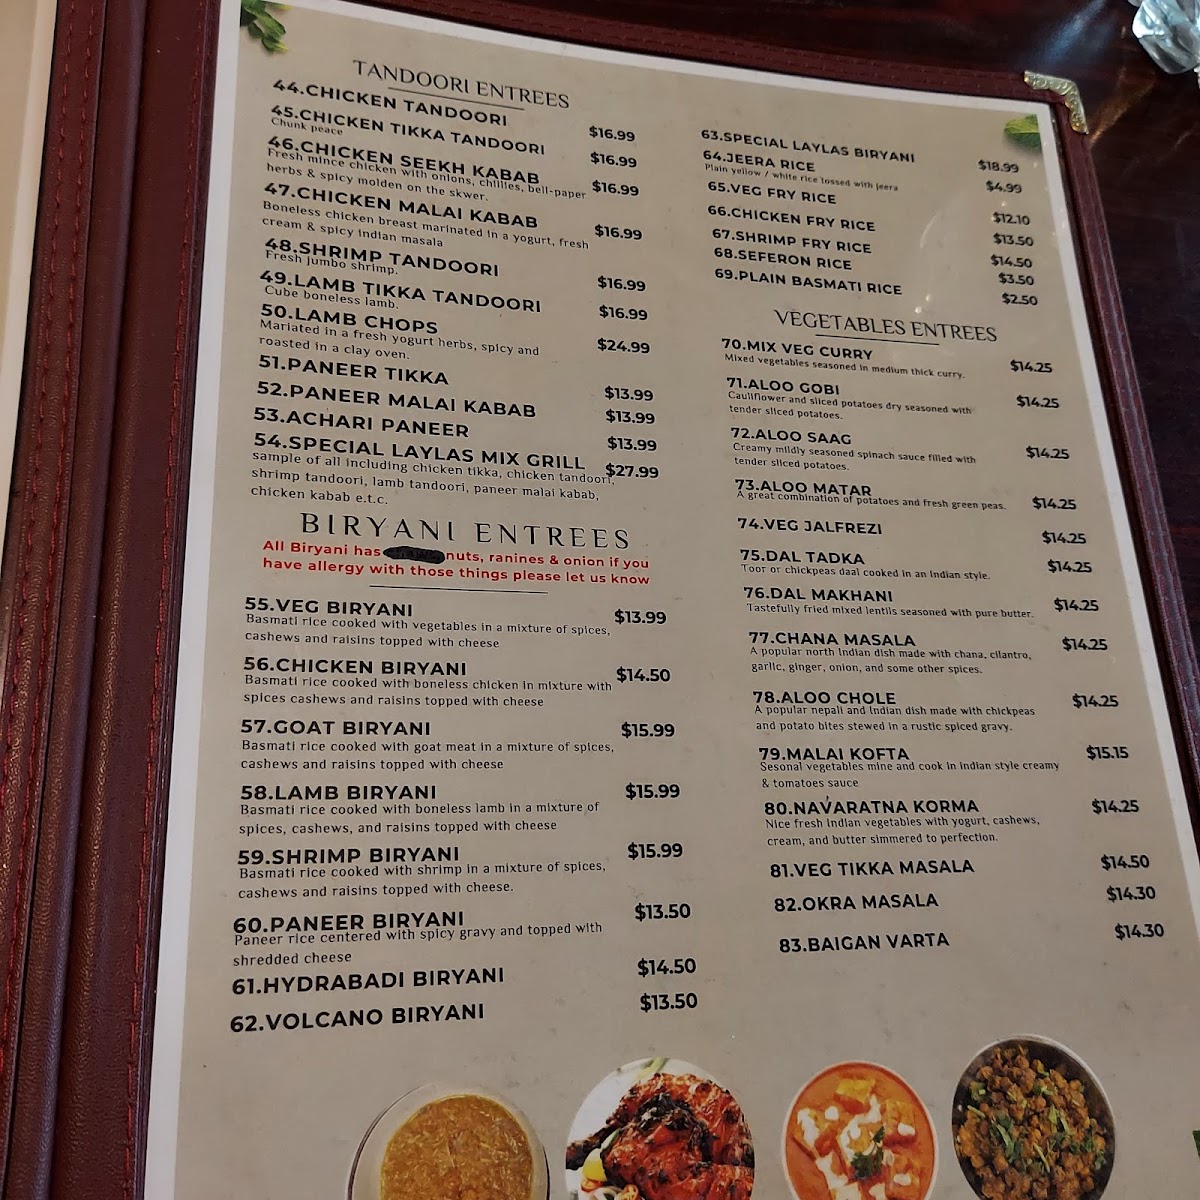 TANDOORI ENTREES
44.CHICKEN TANDOORI $16.99
45.CHICKEN TIKKA TANDOORI $16.99
Chunk peace
46.CHICKEN SEEKH KABAB $16.99
Fresh mince chicken with onions, chillies, bell-paper
herbs & spicy molden on the skwer.
47.CHICKEN MALAI KABAB $16.99
Boneless chicken breast marinated in a yogurt, fresh
cream & spicy indian masala
48.SHRIMP TANDOORI $16.99
Fresh jumbo shrimp.
49.LAMB TIKKA TANDOORI $16.99
Cube boneless lamb.
50.LAMB CHOPS $24.99
Mariated in a fresh yogurt herbs, spicy and
roasted in a clay oven.
51.PANEER TIKKA $13.99
52.PANEER MALAI KABAB $13.99
53.ACHARI PANEER $13.99
54.SPECIAL LAYLAS MIX GRILL $27.99
sample of all including chicken tikka, chicken tandoori,
shrimp tandoori, lamb tandoori, paneer malai kabab,
chicken kabab e.t.c.
BIRYANI ENTREES
All Biryani has nuts, ranines & onion if you
have allergy with those things please let us know
55.VEG BIRYANI $13.99
Basmati rice cooked with vegetables in a mixture of spices,
cashews and raisins topped with cheese
56.CHICKEN BIRYANI $14.50
Basmati rice cooked with boneless chicken in mixture with
spices cashews and raisins topped with cheese
57.GOAT BIRYANI $15.99
Basmati rice cooked with goat meat in a mixture of spices,
cashews and raisins topped with cheese
58.LAMB BIRYANI $15.99
Basmati rice cooked with boneless lamb in a mixture of
spices, cashews, and raisins topped with cheese
59.SHRIMP BIRYANI $15.99
Basmati rice cooked with shrimp in a mixture of spices,
cashews and raisins topped with cheese.
60.PANEER BIRYANI $13.50
Paneer rice centered with spicy gravy and topped with
shredded cheese
61.HYDRABADI BIRYANI $14.50
62.VOLCANO BIRYANI $13.50
63.SPECIAL LAYLAS BIRYANI $18.99
64.JEERA RICE $4.99
Plain yellow / white rice tossed with jeera
65.VEG FRY RICE $12.10
66.CHICKEN FRY RICE $13.50
67.SHRIMP FRY RICE $14.50
68.SEFERON RICE $3.50
69.PLAIN BASMATI RICE $2.50
VEGETABLES ENTREES
70.MIX VEG CURRY $14.25
Mixed vegetables seasoned in medium thick curry.
71.ALOO GOBI $14.25
Cauliflower and sliced potatoes dry seasoned with
tender sliced potatoes.
72.ALOO SAAG $14.25
Creamy mildly seasoned spinach sauce filled with
tender sliced potatoes.
73.ALOO MATAR $14.25
A great combination of potatoes and fresh green peas.
74.VEG JALFREZI $14.25
75.DAL TADKA $14.25
Toor or chickpeas daal cooked in an Indian style.
76.DAL MAKHANI $14.25
Tastefully fried mixed lentils seasoned with pure butter.
77.CHANA MASALA $14.25
A popular north Indian dish made with chana, cilantro,
garlic, ginger, onion, and some other spices.
78.ALOO CHOLE $14.25
A popular nepali and Indian dish made with chickpeas
and potato bites stewed in a rustic spiced gravy.
79.MALAI KOFTA $15.15
Sesonal vegetables mine and cook in Indian style creamy
& tomatoes sauce
80.NAVARATNA KORMA $14.25
Nice fresh Indian vegetables with yogurt, cashews,
cream, and butter simmered to perfection.
81.VEG TIKKA MASALA $14.50
82.OKRA MASALA $14.30
83.BAIGAN VARTA $14.30